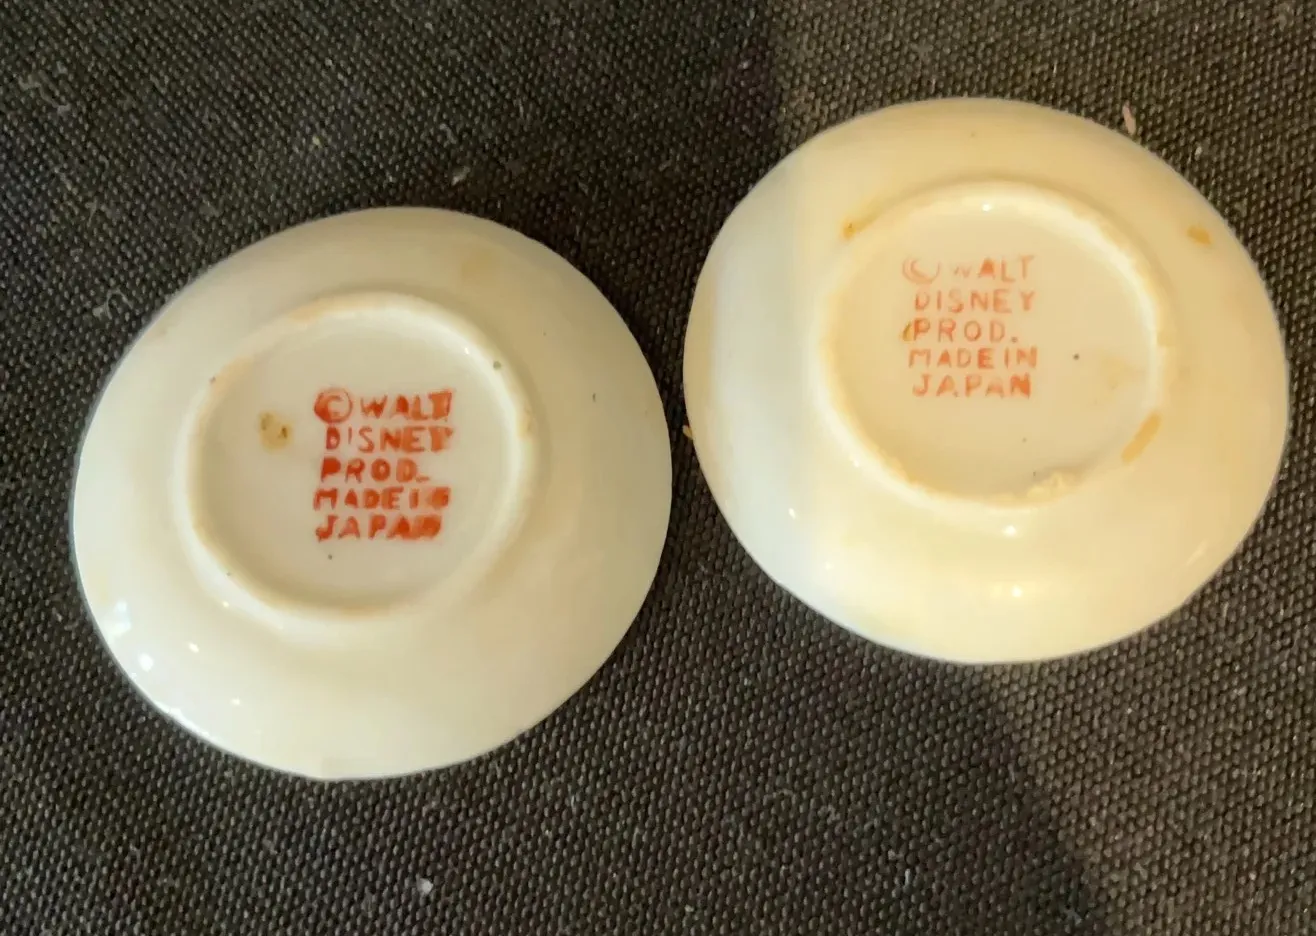 © WALT
DISNEY
PROD.
MADE IN
JAPAN
© WALT
DISNEY
PROD.
MADE IN
JAPAN